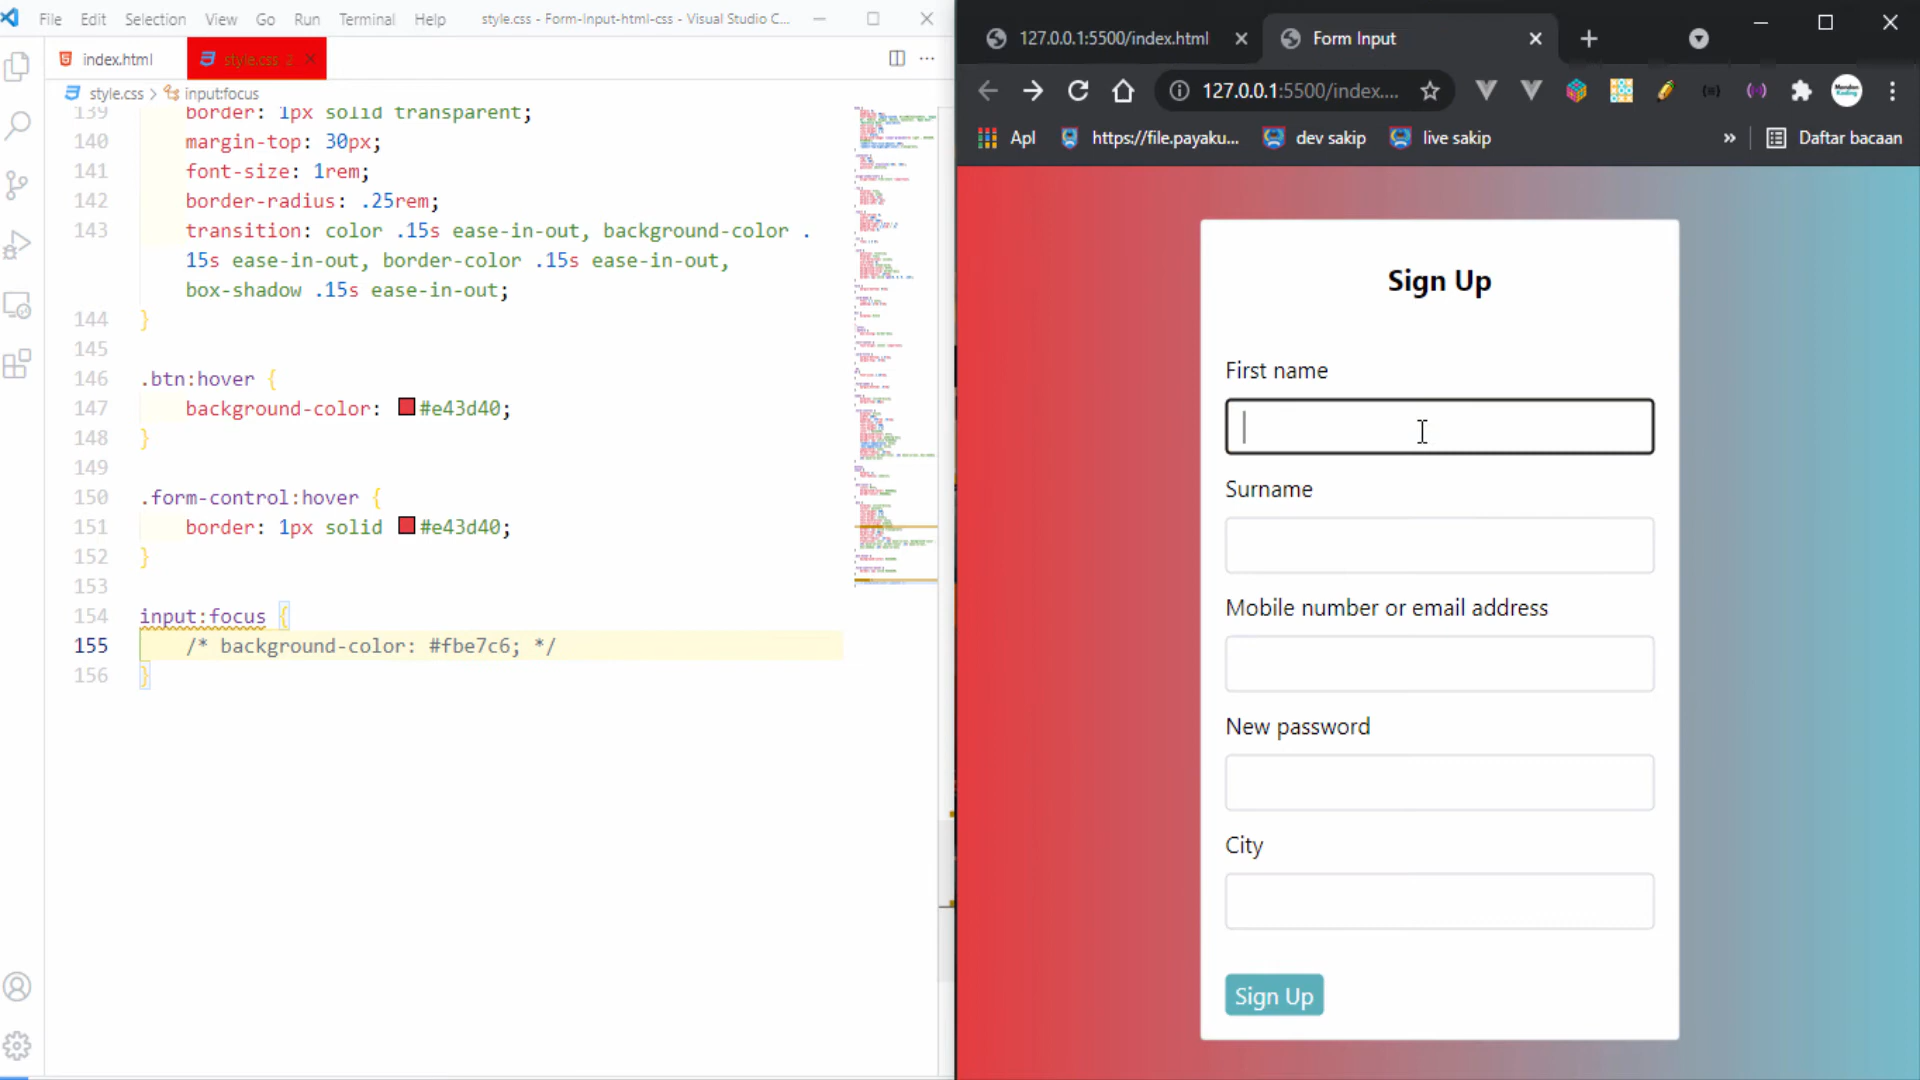 File Edit Selection View Go Run Terminal Help
style.css - Form-Input-html-css - Visual Studio C...
index.html
style.css 2
style.css > input:focus
139 border: 1px solid transparent;
140 margin-top: 30px;
141 font-size: 1rem;
142 border-radius: .25rem;
143 transition: color .15s ease-in-out, background-color .
15s ease-in-out, border-color .15s ease-in-out,
box-shadow .15s ease-in-out;
144 }
145
146 .btn:hover {
147 background-color: #e43d40;
148 }
149
150 .form-control:hover {
151 border: 1px solid #e43d40;
152 }
153
154 input:focus {
155 /* background-color: #fbe7c6; */
156 }
127.0.0.1:5500/index.html
Form Input
127.0.0.1:5500/index....
Apl
https://file.payaku...
dev sakip
live sakip
»
Daftar bacaan
Sign Up
First name
Surname
Mobile number or email address
New password
City
Sign Up